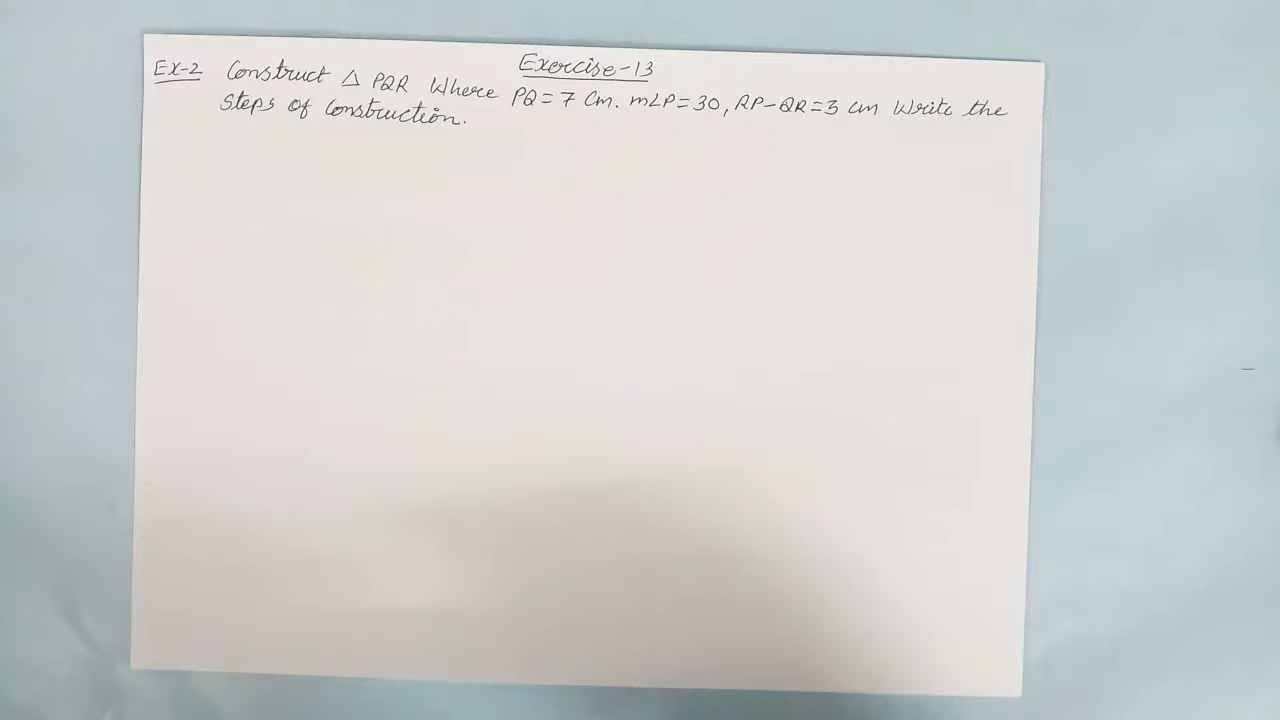 Exercise-13
Ex-2 Construct △ PQR Where PQ = 7 Cm. m∠P = 30, RP-QR = 3 cm Write the
Steps of Construction.